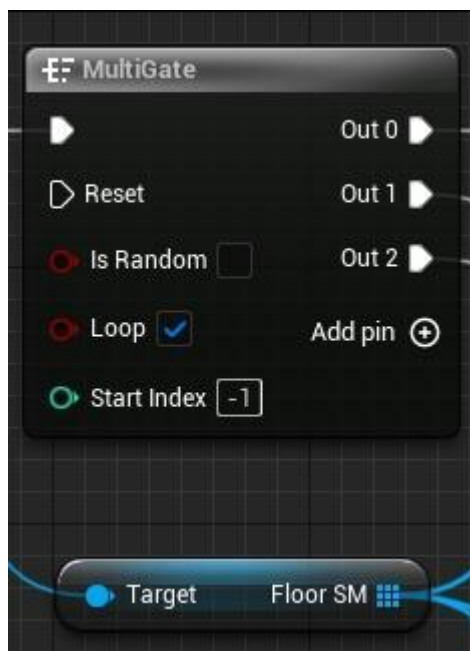 MultiGate
Out 0
Reset Out 1
Is Random Out 2
Loop Add pin
Start Index -1
Target Floor SM